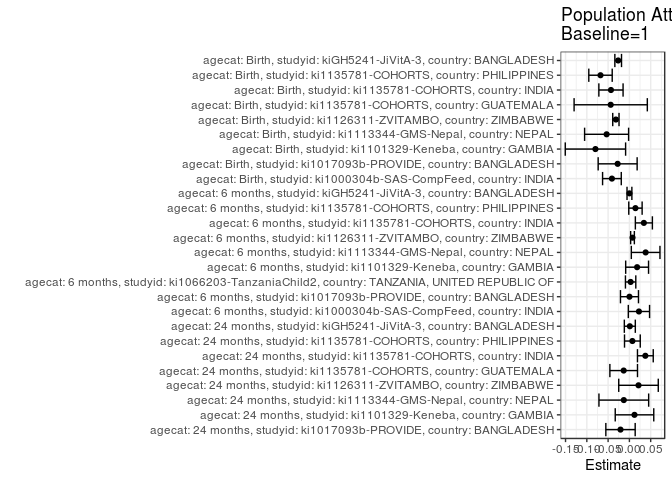 Population Att
Baseline=1
agecat: Birth, studyid: kiGH5241-JiVitA-3, country: BANGLADESH
agecat: Birth, studyid: ki1135781-COHORTS, country: PHILIPPINES
agecat: Birth, studyid: ki1135781-COHORTS, country: INDIA
agecat: Birth, studyid: ki1135781-COHORTS, country: GUATEMALA
agecat: Birth, studyid: ki1126311-ZVITAMBO, country: ZIMBABWE
agecat: Birth, studyid: ki1113344-GMS-Nepal, country: NEPAL
agecat: Birth, studyid: ki1101329-Keneba, country: GAMBIA
agecat: Birth, studyid: ki1017093b-PROVIDE, country: BANGLADESH
agecat: Birth, studyid: ki1000304b-SAS-CompFeed, country: INDIA
agecat: 6 months, studyid: kiGH5241-JiVitA-3, country: BANGLADESH
agecat: 6 months, studyid: ki1135781-COHORTS, country: PHILIPPINES
agecat: 6 months, studyid: ki1135781-COHORTS, country: INDIA
agecat: 6 months, studyid: ki1126311-ZVITAMBO, country: ZIMBABWE
agecat: 6 months, studyid: ki1113344-GMS-Nepal, country: NEPAL
agecat: 6 months, studyid: ki1101329-Keneba, country: GAMBIA
agecat: 6 months, studyid: ki1066203-TanzaniaChild2, country: TANZANIA, UNITED REPUBLIC OF
agecat: 6 months, studyid: ki1017093b-PROVIDE, country: BANGLADESH
agecat: 6 months, studyid: ki1000304b-SAS-CompFeed, country: INDIA
agecat: 24 months, studyid: kiGH5241-JiVitA-3, country: BANGLADESH
agecat: 24 months, studyid: ki1135781-COHORTS, country: PHILIPPINES
agecat: 24 months, studyid: ki1135781-COHORTS, country: INDIA
agecat: 24 months, studyid: ki1135781-COHORTS, country: GUATEMALA
agecat: 24 months, studyid: ki1126311-ZVITAMBO, country: ZIMBABWE
agecat: 24 months, studyid: ki1113344-GMS-Nepal, country: NEPAL
agecat: 24 months, studyid: ki1101329-Keneba, country: GAMBIA
agecat: 24 months, studyid: ki1017093b-PROVIDE, country: BANGLADESH
-0.15 -0.10 -0.05 0.00 0.05
Estimate